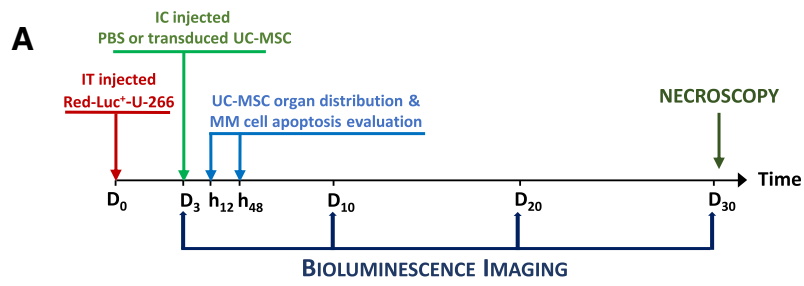 A
IC injected
PBS or transduced UC-MSC
IT injected
Red-Luc⁺-U-266
UC-MSC organ distribution &
MM cell apoptosis evaluation
NECROSCOPY
Time
D₀ D₃ h₁₂ h₄₈ D₁₀ D₂₀ D₃₀
BIOLUMINESCENCE IMAGING